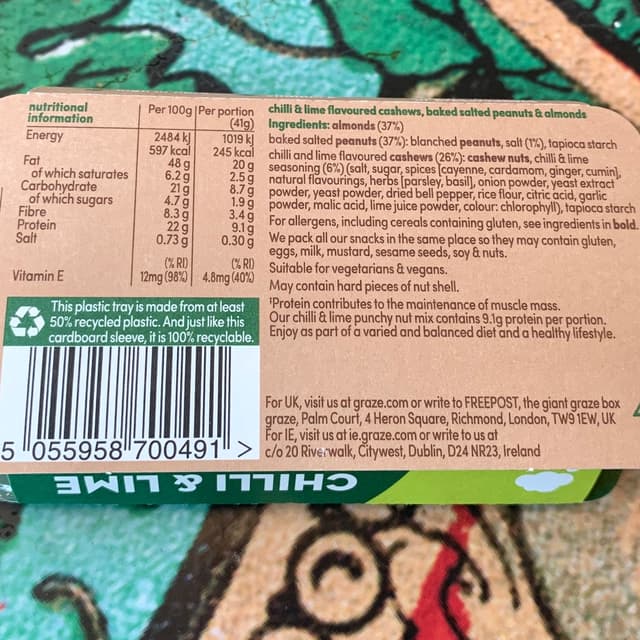 nutritional information
Per 100g Per portion (41g)
Energy 2484 kJ 1019 kJ
597 kcal 245 kcal
Fat 48 g 20 g
of which saturates 6.2 g 2.5 g
Carbohydrate 21 g 8.7 g
of which sugars 4.7 g 1.9 g
Fibre 8.3 g 3.4 g
Protein 22 g 9.1 g
Salt 0.73 g 0.30 g
(% RI) (% RI)
Vitamin E 12mg (98%) 4.8mg (40%)
This plastic tray is made from at least
50% recycled plastic. And just like this
cardboard sleeve, it is 100% recyclable.
5 055958 700491 >
chilli & lime flavoured cashews, baked salted peanuts & almonds
Ingredients: almonds (37%)
baked salted peanuts (37%): blanched peanuts, salt (1%), tapioca starch
chilli and lime flavoured cashews (26%): cashew nuts, chilli & lime
seasoning (6%) (salt, sugar, spices [cayenne, cardamom, ginger, cumin],
natural flavourings, herbs [parsley, basil], onion powder, yeast extract
powder, yeast powder, dried bell pepper, rice flour, citric acid, garlic
powder, malic acid, lime juice powder, colour: chlorophyll), tapioca starch
For allergens, including cereals containing gluten, see ingredients in bold.
We pack all our snacks in the same place so they may contain gluten,
eggs, milk, mustard, sesame seeds, soy & nuts.
Suitable for vegetarians & vegans.
May contain hard pieces of nut shell.
¹Protein contributes to the maintenance of muscle mass.
Our chilli & lime punchy nut mix contains 9.1g protein per portion.
Enjoy as part of a varied and balanced diet and a healthy lifestyle.
For UK, visit us at graze.com or write to FREEPOST, the giant graze box
graze, Palm Court, 4 Heron Square, Richmond, London, TW9 1EW, UK
For IE, visit us at ie.graze.com or write to us at
c/o 20 Riverwalk, Citywest, Dublin, D24 NR23, Ireland
CHILLI & LIME